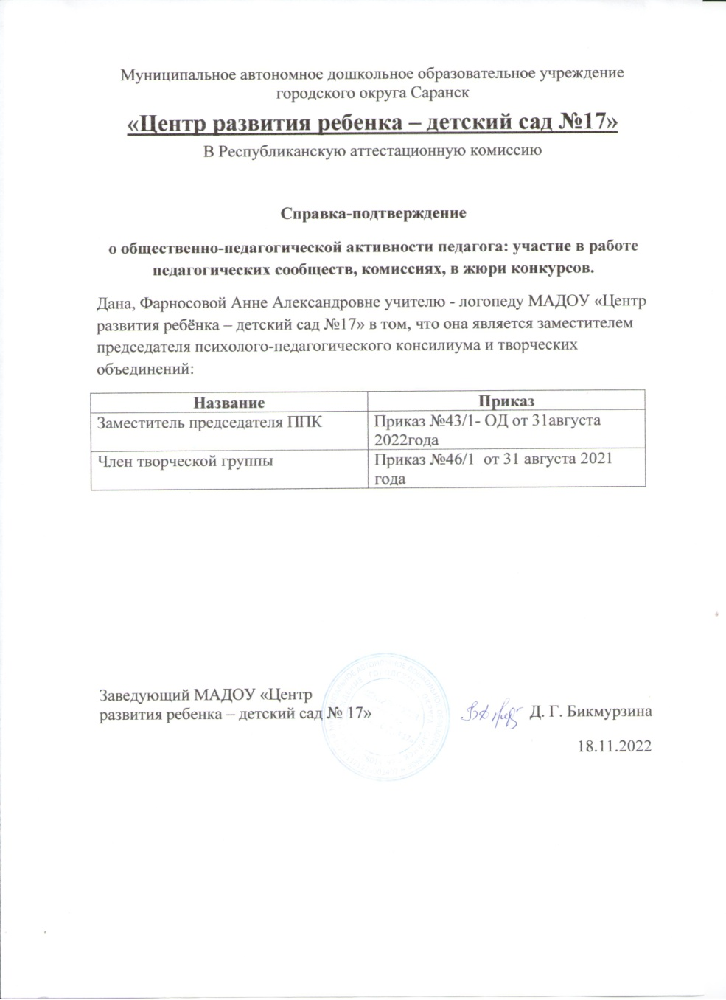 Муниципальное автономное дошкольное образовательное учреждение
городского округа Саранск
«Центр развития ребенка – детский сад №17»
В Республиканскую аттестационную комиссию
Справка-подтверждение
о общественно-педагогической активности педагога: участие в работе
педагогических сообществ, комиссиях, в жюри конкурсов.
Дана, Фарносовой Анне Александровне учителю - логопеду МАДОУ «Центр
развития ребёнка – детский сад №17» в том, что она является заместителем
председателя психолого-педагогического консилиума и творческих
объединений:
Название Приказ
Заместитель председателя ППК Приказ №43/1- ОД от 31августа
2022года
Член творческой группы Приказ №46/1 от 31 августа 2021
года
Заведующий МАДОУ «Центр
развития ребенка – детский сад № 17» Д. Г. Бикмурзина
18.11.2022